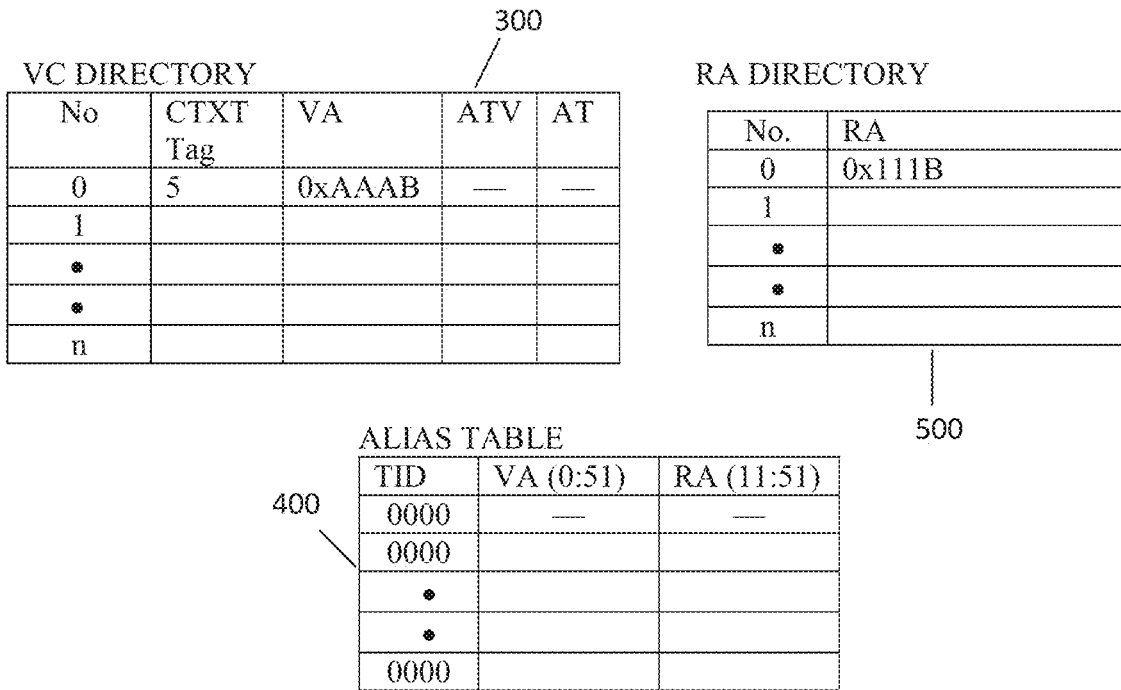 300
VC DIRECTORY
No CTXT Tag VA ATV AT
0 5 0xAAAB — —
1
•
•
n
RA DIRECTORY
No. RA
0 0x111B
1
•
•
n
500
ALIAS TABLE
400
TID VA (0:51) RA (11:51)
0000 — —
0000
•
•
0000